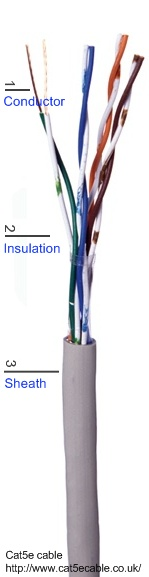 1
Conductor
2
Insulation
3
Sheath
Cat5e cable
http://www.cat5ecable.co.uk/